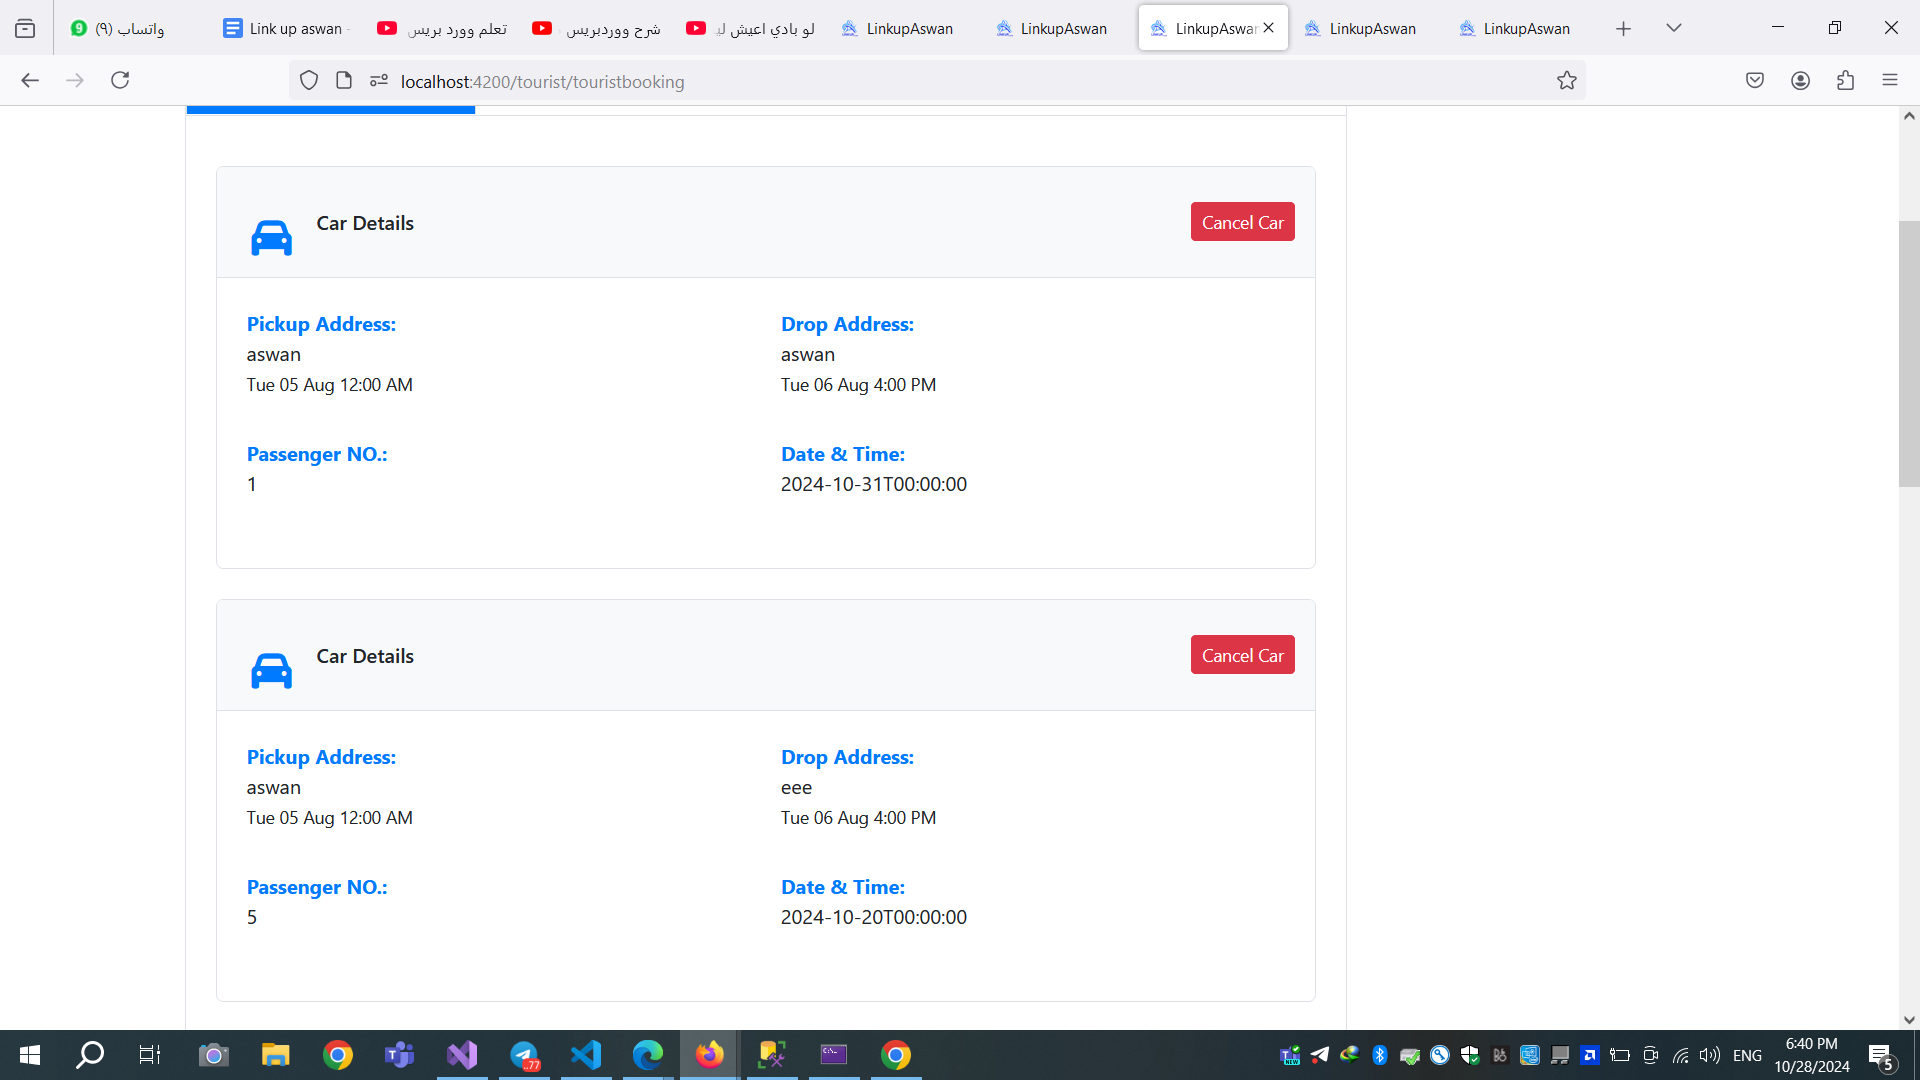 واتساب (٩)
Link up aswan -
تعلم وورد بريس
شرح ووردبريس
لو بادي اعيش لي
LinkupAswan
LinkupAswan
LinkupAswan
LinkupAswan
LinkupAswan
localhost:4200/tourist/touristbooking
Car Details
Cancel Car
Pickup Address:
Drop Address:
aswan
aswan
Tue 05 Aug 12:00 AM
Tue 06 Aug 4:00 PM
Passenger NO.:
Date & Time:
1
2024-10-31T00:00:00
Car Details
Cancel Car
Pickup Address:
Drop Address:
aswan
eee
Tue 05 Aug 12:00 AM
Tue 06 Aug 4:00 PM
Passenger NO.:
Date & Time:
5
2024-10-20T00:00:00
..77
ENG
6:40 PM
10/28/2024
5